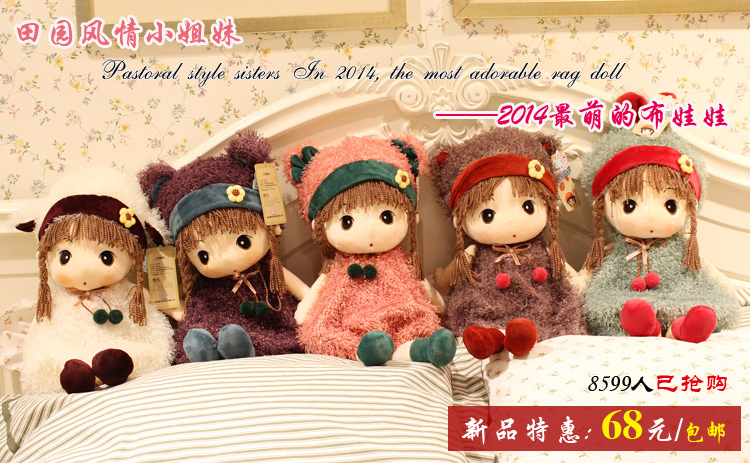 田园风情小姐妹
Pastoral style sisters In 2014, the most adorable rag doll
——2014最萌的布娃娃
8599人已抢购
新品特惠:68元/包邮